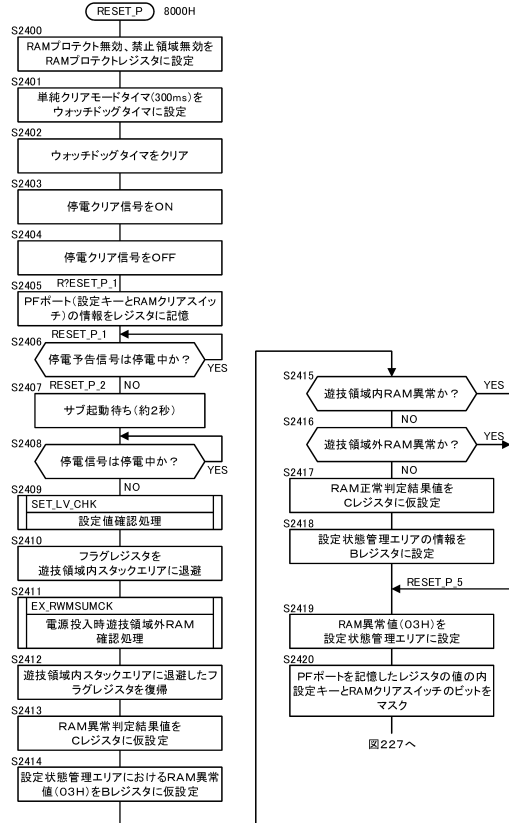 RESET_P 8000H
S2400
RAMプロテクト無効、禁止領域無効を
RAMプロテクトレジスタに設定
S2401
単純クリアモードタイマ(300ms)を
ウォッチドッグタイマに設定
S2402
ウォッチドッグタイマをクリア
S2403
停電クリア信号をON
S2404
停電クリア信号をOFF
S2405 R?ESET_P_1
PFポート(設定キーとRAMクリアスイッ
チ)の情報をレジスタに記憶
RESET_P_1
S2406
停電予告信号は停電中か?
YES
NO
S2407 RESET_P_2
サブ起動待ち(約2秒)
S2408
停電信号は停電中か?
YES
NO
S2409
SET_LV_CHK
設定値確認処理
S2410
フラグレジスタを
遊技領域内スタックエリアに退避
S2411
EX_RWMSUMCK
電源投入時遊技領域外RAM
確認処理
S2412
遊技領域内スタックエリアに退避したフ
ラグレジスタを復帰
S2413
RAM異常判定結果値を
Cレジスタに仮設定
S2414
設定状態管理エリアにおけるRAM異常
値(03H)をBレジスタに仮設定
S2415
遊技領域内RAM異常か?
YES
NO
S2416
遊技領域外RAM異常か?
YES
NO
S2417
RAM正常判定結果値を
Cレジスタに仮設定
S2418
設定状態管理エリアの情報を
Bレジスタに設定
RESET_P_5
S2419
RAM異常値(03H)を
設定状態管理エリアに設定
S2420
PFポートを記憶したレジスタの値の内
設定キーとRAMクリアスイッチのビットを
マスク
図227へ